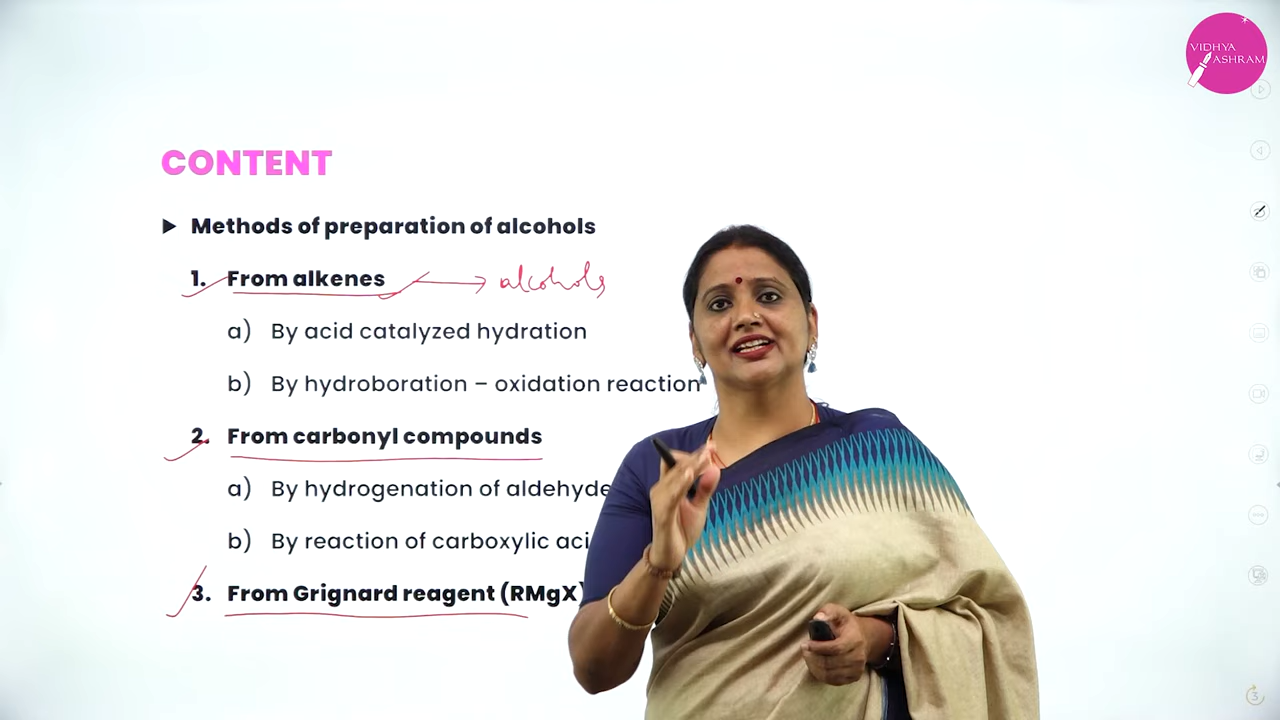 VIDHYA
ASHRAM
CONTENT
Methods of preparation of alcohols
1. From alkenes → alcohols
a) By acid catalyzed hydration
b) By hydroboration – oxidation reaction
2. From carbonyl compounds
a) By hydrogenation of aldehyde
b) By reaction of carboxylic aci
3. From Grignard reagent (RMgX)
3